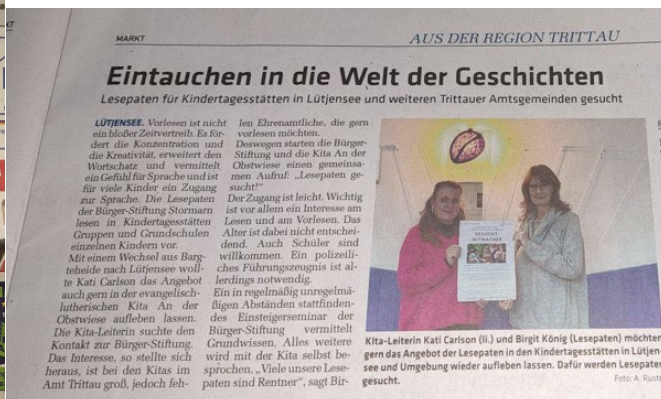 MARKT
AUS DER REGION TRITTAU
Eintauchen in die Welt der Geschichten
Lesepaten für Kindertagesstätten in Lütjensee und weiteren Trittauer Amtsgemeinden gesucht
LÜTJENSEE. Vorlesen ist nicht
ein bloßer Zeitvertreib. Es för-
dert die Konzentration und
die Kreativität, erweitert den
Wortschatz und vermittelt
ein Gefühl für Sprache und ist
für viele Kinder ein Zugang
zur Sprache. Die Lesepaten
der Bürger-Stiftung Stormarn
lesen in Kindertagesstätten
Gruppen und Grundschulen
einzelnen Kindern vor.
Mit einem Wechsel aus Barg-
teheide nach Lütjensee woll-
te Kati Carlson das Angebot
auch gern in der evangelisch-
lutherischen Kita An der
Obstwiese aufleben lassen.
Die Kita-Leiterin suchte den
Kontakt zur Bürger-Stiftung.
Das Interesse, so stellte sich
heraus, ist bei den Kitas im
Amt Trittau groß, jedoch feh-
len Ehrenamtliche, die gern
vorlesen möchten.
Deswegen starten die Bürger-
Stiftung und die Kita An der
Obstwiese einen gemeinsa-
men Aufruf: „Lesepaten ge-
sucht!"
Der Zugang ist leicht. Wichtig
ist vor allem ein Interesse am
Lesen und am Vorlesen. Das
Alter ist dabei nicht entschei-
dend. Auch Schüler sind
willkommen. Ein polizeili-
ches Führungszeugnis ist al-
lerdings notwendig.
Ein in regelmäßig unregelmä-
ßigen Abständen stattfinden-
des Einsteigerseminar der
Bürger-Stiftung vermittelt
Grundwissen. Alles weitere
wird mit der Kita selbst be-
sprochen. „Viele unsere Lese-
paten sind Rentner", sagt Bir-
GESUCHT:
Kita-Leiterin Kati Carlson (li.) und Birgit König (Lesepaten) möchten
gern das Angebot der Lesepaten in den Kindertagesstätten in Lütjen-
see und Umgebung wieder aufleben lassen. Dafür werden Lesepaten
gesucht.
Foto: A. Ruste